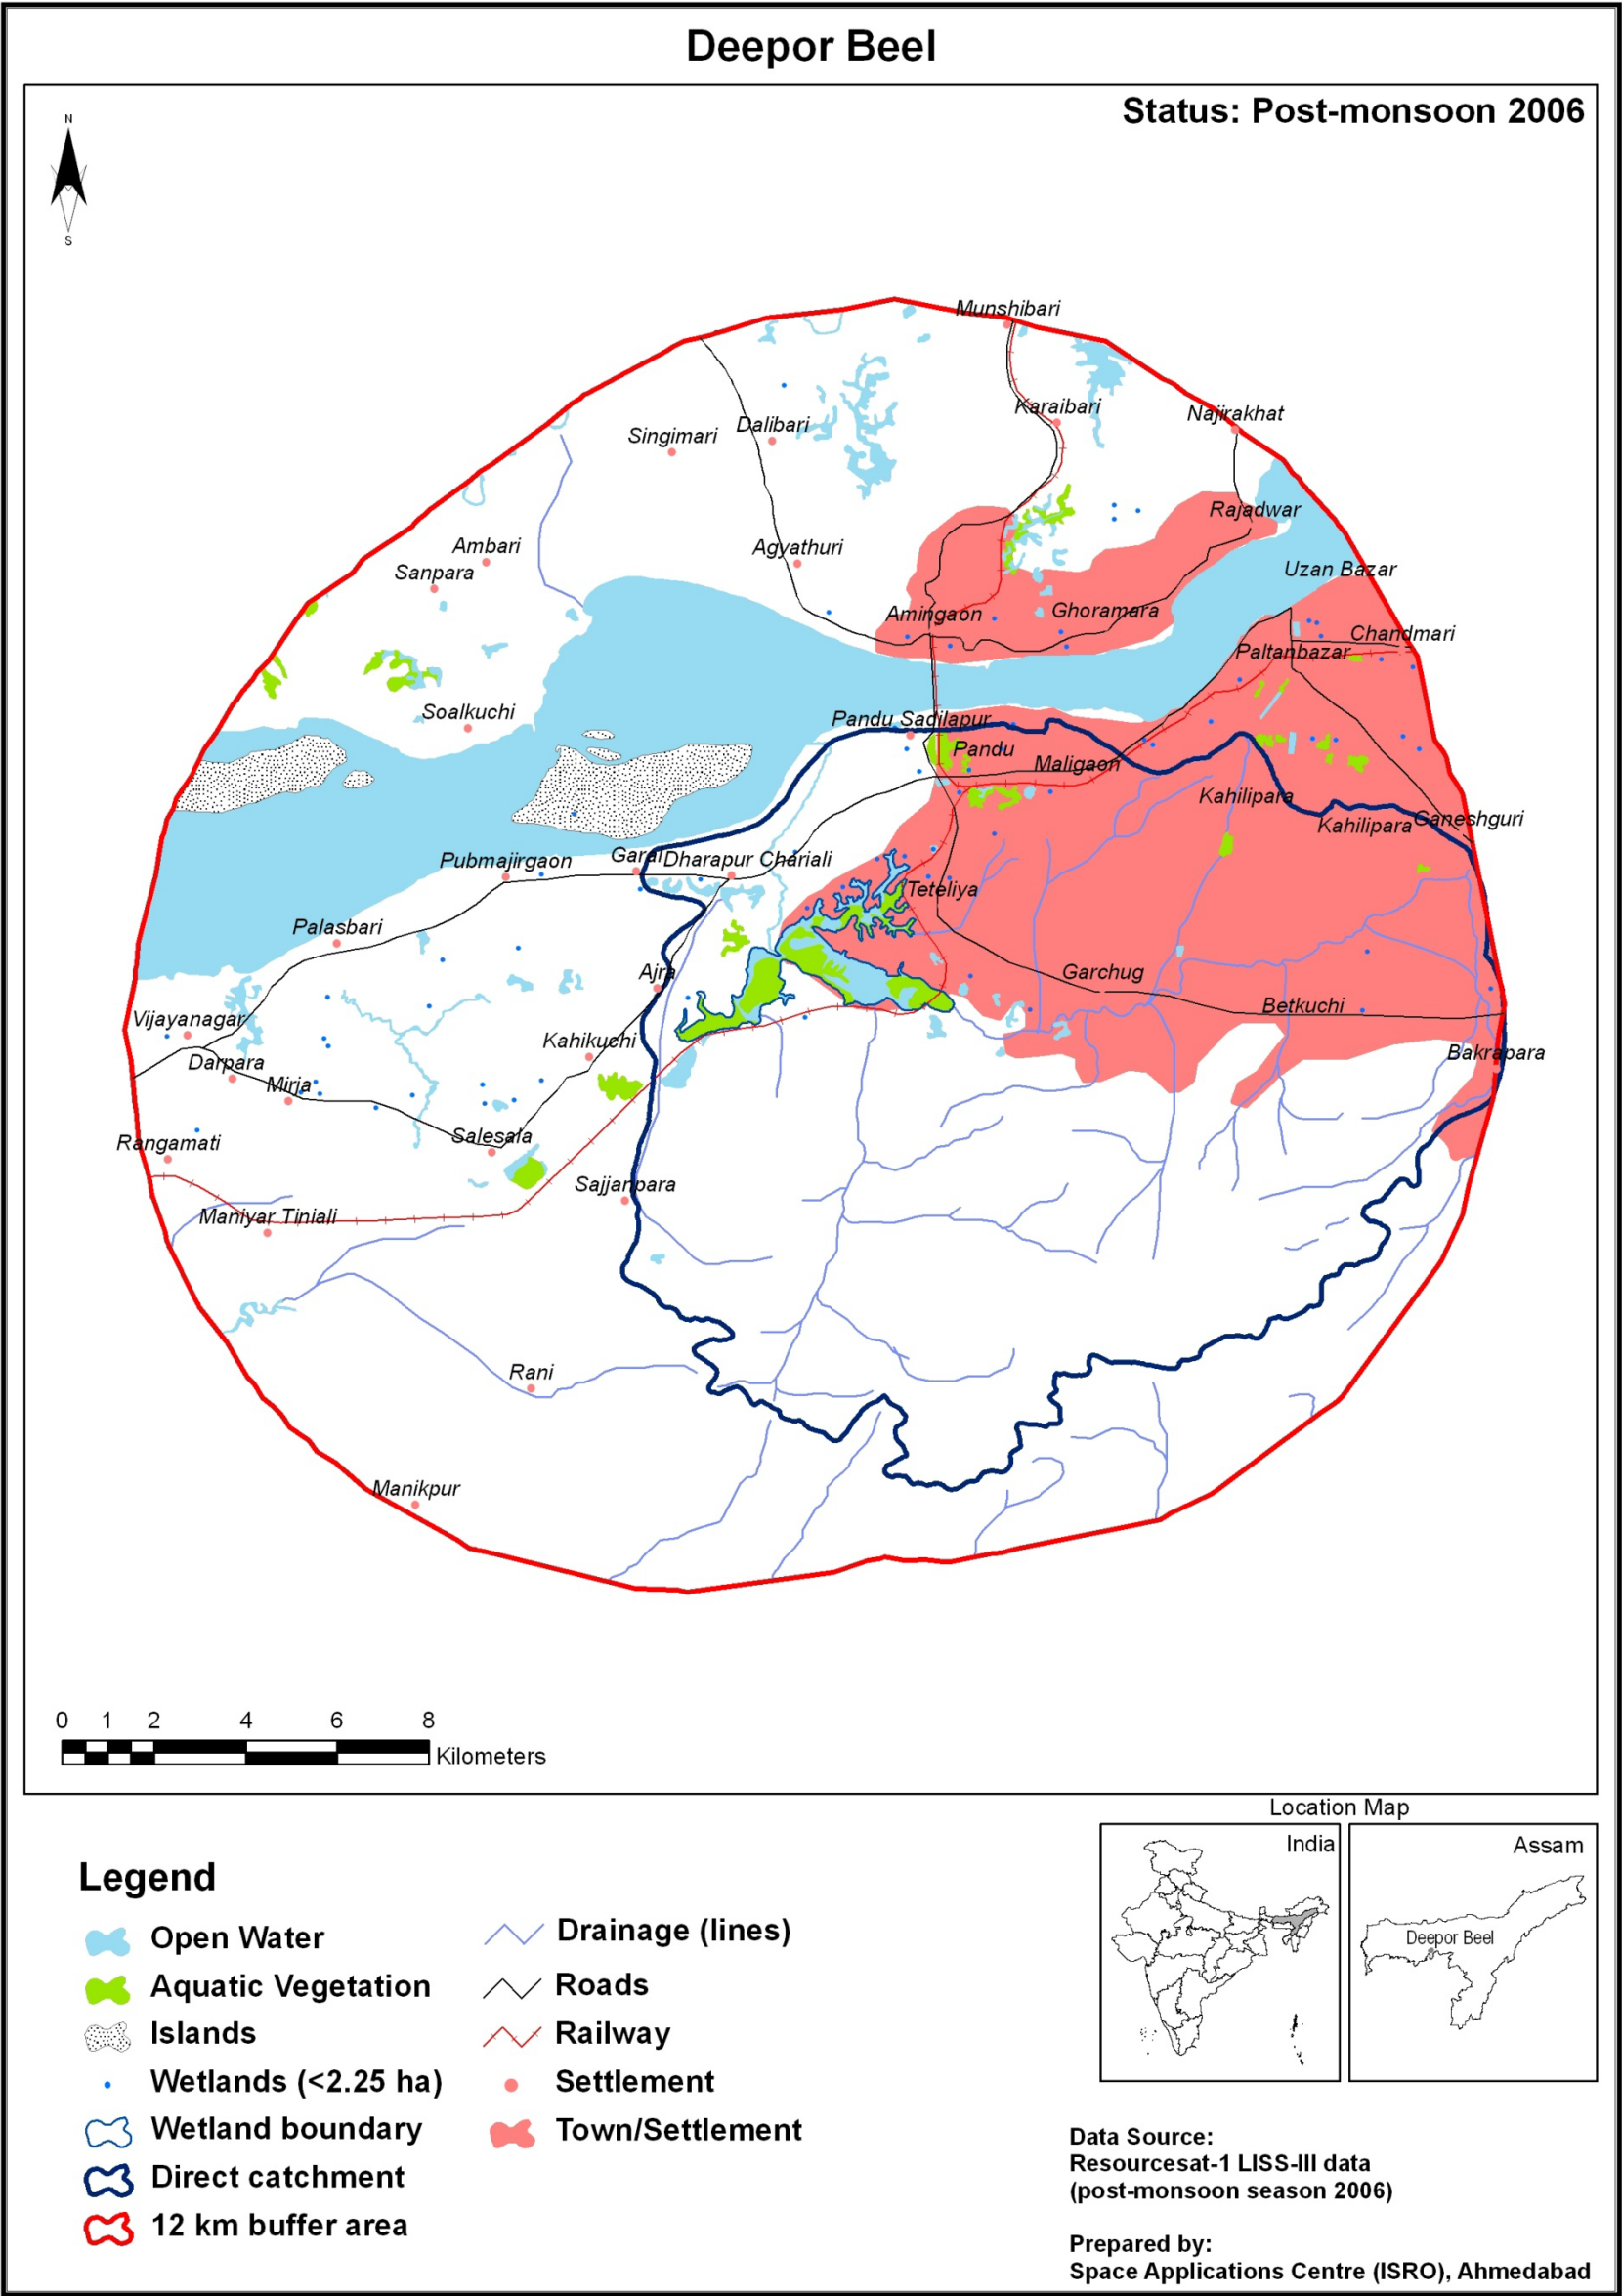 Deepor Beel
Status: Post-monsoon 2006
N
S
Munshibari
Karaibari
Najirakhat
Dalibari
Singimari
Rajadwar
Ambari
Agyathuri
Sanpara
Uzan Bazar
Amingaon
Ghoramara
Chandmari
Paltanbazar
Soalkuchi
Pandu Sadilapur
Pandu
Maligaon
Kahilipara
Kahilipara
Ganeshguri
Pubmajirgaon
Garal
Dharapur Chariali
Teteliya
Palasbari
Ajra
Garchug
Betkuchi
Vijayanagar
Kahikuchi
Bakrapara
Darpara
Mirja
Rangamati
Salesala
Sajjanpara
Maniyar Tiniali
Rani
Manikpur
0 1 2 4 6 8
Kilometers
Location Map
India
Assam
Deepor Beel
Legend
Open Water
Aquatic Vegetation
Islands
Wetlands (<2.25 ha)
Wetland boundary
Direct catchment
12 km buffer area
Drainage (lines)
Roads
Railway
Settlement
Town/Settlement
Data Source:
Resourcesat-1 LISS-III data
(post-monsoon season 2006)
Prepared by:
Space Applications Centre (ISRO), Ahmedabad